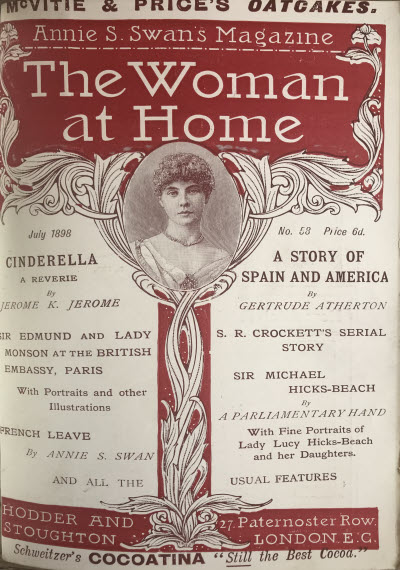 McVITIE & PRICE'S OATCAKES.
Annie S. Swan's Magazine
The Woman
at Home
July 1898
No. 58 Price 6d.
CINDERELLA
A REVERIE
By
JEROME K. JEROME
SIR EDMUND AND LADY
MONSON AT THE BRITISH
EMBASSY, PARIS
With Portraits and other
Illustrations
FRENCH LEAVE
By ANNIE S. SWAN
AND ALL THE
A STORY OF
SPAIN AND AMERICA
By
GERTRUDE ATHERTON
S. R. CROCKETT'S SERIAL
STORY
SIR MICHAEL
HICKS-BEACH
By
A PARLIAMENTARY HAND
With Fine Portraits of
Lady Lucy Hicks-Beach
and her Daughters.
USUAL FEATURES
HODDER AND
STOUGHTON
27, Paternoster Row,
LONDON, E.C.
Schweitzer's COCOATINA "Still the Best Cocoa."